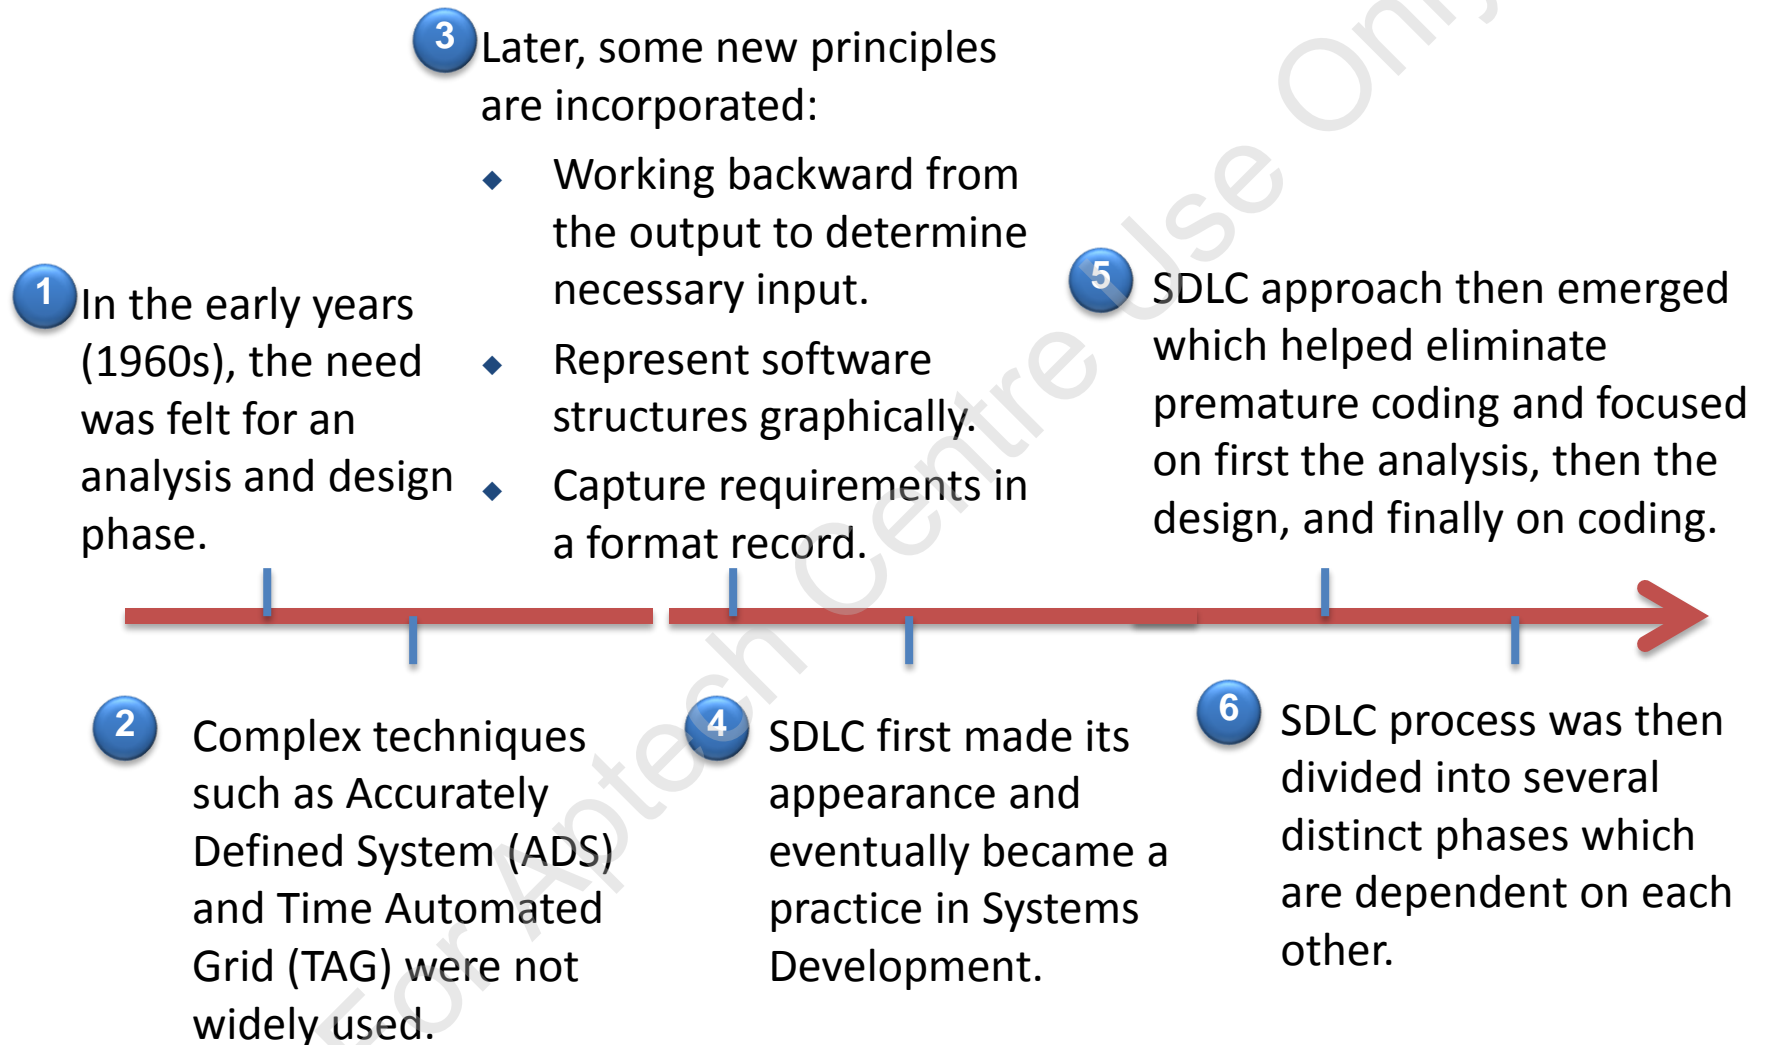 1
In the early years
(1960s), the need
was felt for an
analysis and design
phase.
2
Complex techniques
such as Accurately
Defined System (ADS)
and Time Automated
Grid (TAG) were not
widely used.
3
Later, some new principles
are incorporated:
Working backward from
the output to determine
necessary input.
Represent software
structures graphically.
Capture requirements in
a format record.
4
SDLC first made its
appearance and
eventually became a
practice in Systems
Development.
5
SDLC approach then emerged
which helped eliminate
premature coding and focused
on first the analysis, then the
design, and finally on coding.
6
SDLC process was then
divided into several
distinct phases which
are dependent on each
other.
For Aptech Centre Use Only